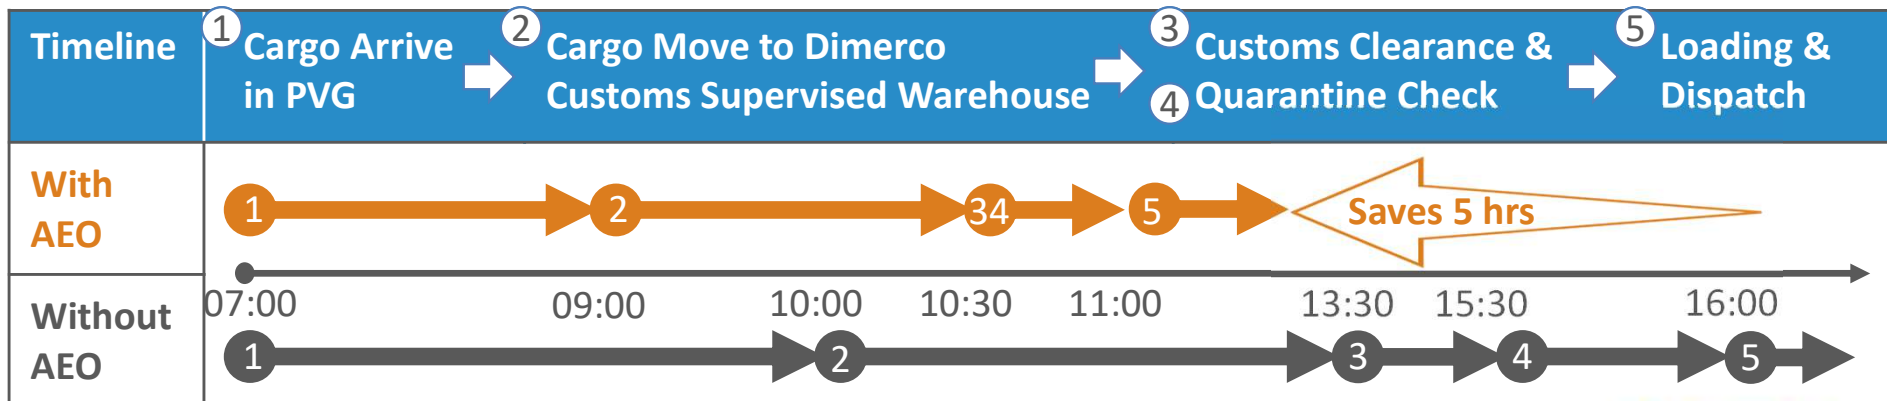 Timeline
1 Cargo Arrive
in PVG
2 Cargo Move to Dimerco
Customs Supervised Warehouse
3 Customs Clearance &
4 Quarantine Check
5 Loading &
Dispatch
With
AEO
1 2 34 5 Saves 5 hrs
07:00 09:00 10:00 10:30 11:00 13:30 15:30 16:00
Without
AEO
1 2 3 4 5